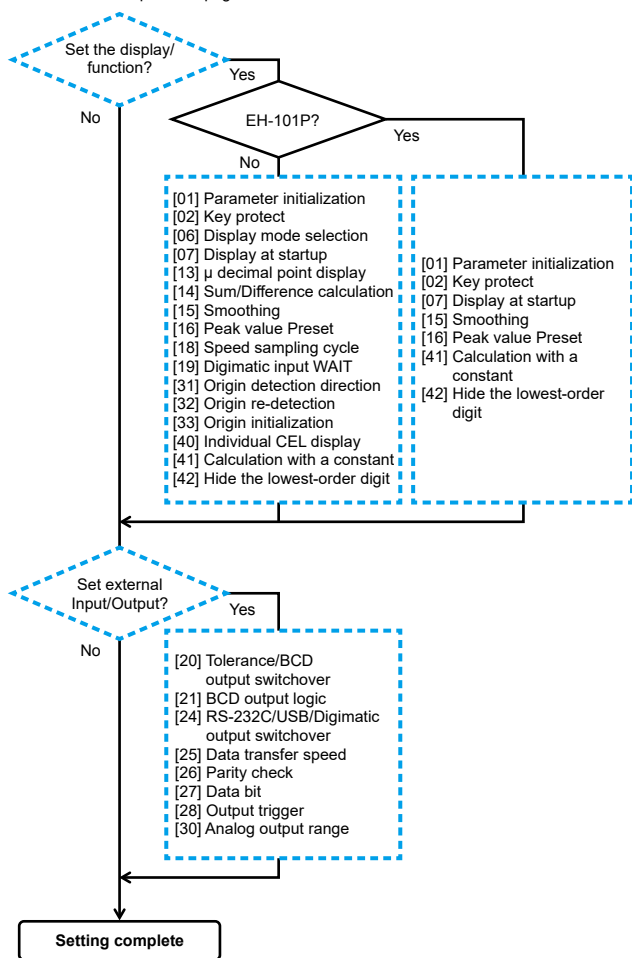 Set the display/
function?
Yes
No
EH-101P?
Yes
No
[01] Parameter initialization
[02] Key protect
[06] Display mode selection
[07] Display at startup
[13] μ decimal point display
[14] Sum/Difference calculation
[15] Smoothing
[16] Peak value Preset
[18] Speed sampling cycle
[19] Digimatic input WAIT
[31] Origin detection direction
[32] Origin re-detection
[33] Origin initialization
[40] Individual CEL display
[41] Calculation with a constant
[42] Hide the lowest-order digit
[01] Parameter initialization
[02] Key protect
[07] Display at startup
[15] Smoothing
[16] Peak value Preset
[41] Calculation with a
constant
[42] Hide the lowest-order
digit
Set external
Input/Output?
Yes
No
[20] Tolerance/BCD
output switchover
[21] BCD output logic
[24] RS-232C/USB/Digimatic
output switchover
[25] Data transfer speed
[26] Parity check
[27] Data bit
[28] Output trigger
[30] Analog output range
Setting complete